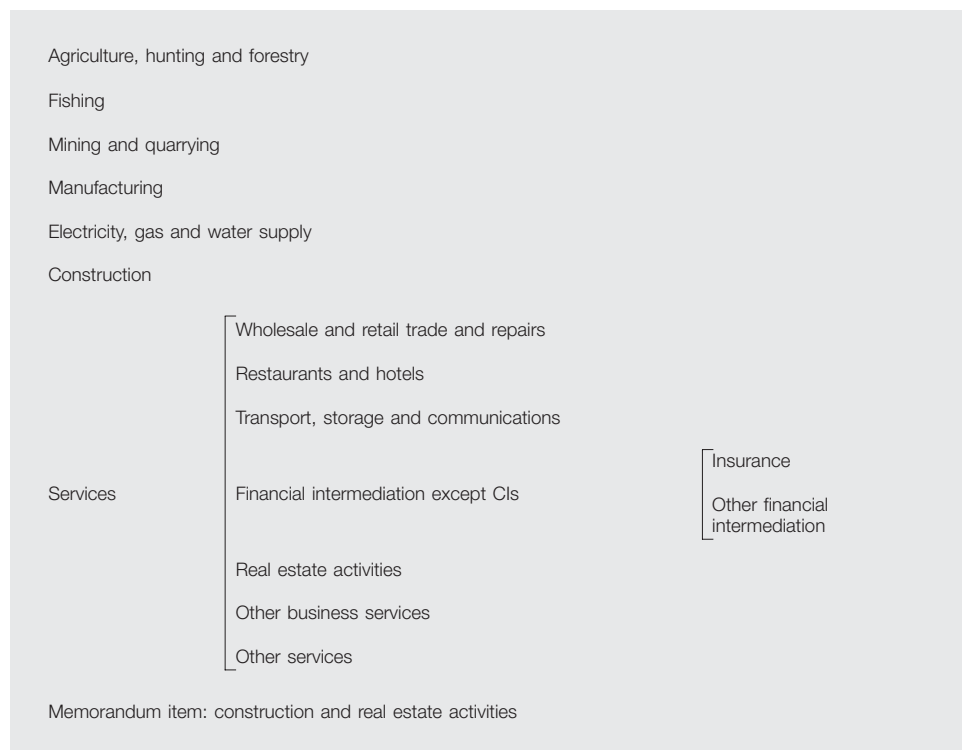 Agriculture, hunting and forestry
Fishing
Mining and quarrying
Manufacturing
Electricity, gas and water supply
Construction
Services
Wholesale and retail trade and repairs
Restaurants and hotels
Transport, storage and communications
Financial intermediation except CIs
Insurance
Other financial
intermediation
Real estate activities
Other business services
Other services
Memorandum item: construction and real estate activities